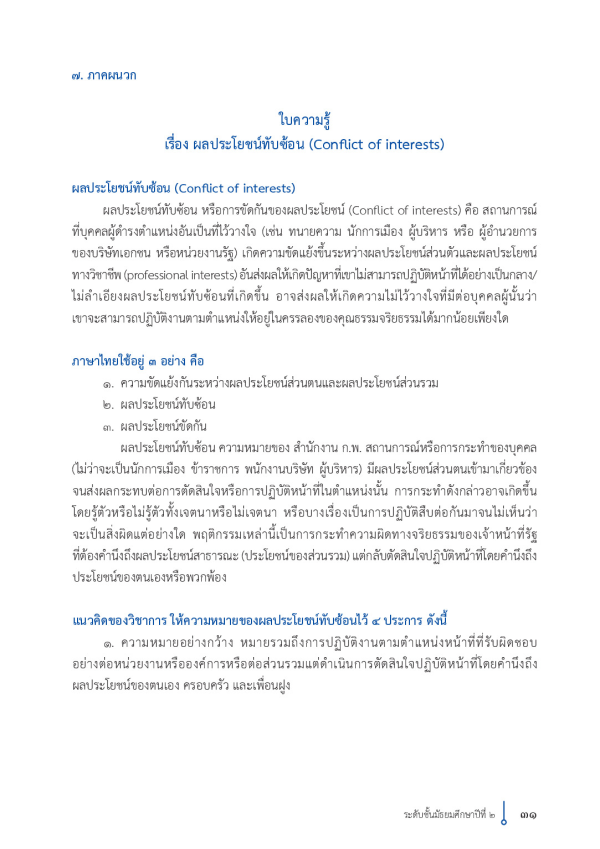 ๗. ภาคผนวก
ใบความรู้
เรื่อง ผลประโยชน์ทับซ้อน (Conflict of interests)
ผลประโยชน์ทับซ้อน (Conflict of interests)
ผลประโยชน์ทับซ้อน หรือการขัดกันของผลประโยชน์ (Conflict of interests) คือ สถานการณ์
ที่บุคคลผู้ดำรงตำแหน่งอันเป็นที่ไว้วางใจ (เช่น ทนายความ นักการเมือง ผู้บริหาร หรือ ผู้อำนวยการ
ของบริษัทเอกชน หรือหน่วยงานรัฐ) เกิดความขัดแย้งขึ้นระหว่างผลประโยชน์ส่วนตัวและผลประโยชน์
ทางวิชาชีพ (professional interests) อันส่งผลให้เกิดปัญหาที่เขาไม่สามารถปฏิบัติหน้าที่ได้อย่างเป็นกลาง/
ไม่ลำเอียงผลประโยชน์ทับซ้อนที่เกิดขึ้น อาจส่งผลให้เกิดความไม่ไว้วางใจที่มีต่อบุคคลผู้นั้นว่า
เขาจะสามารถปฏิบัติงานตามตำแหน่งให้อยู่ในครรลองของคุณธรรมจริยธรรมได้มากน้อยเพียงใด
ภาษาไทยใช้อยู่ ๓ อย่าง คือ
๑. ความขัดแย้งกันระหว่างผลประโยชน์ส่วนตนและผลประโยชน์ส่วนรวม
๒. ผลประโยชน์ทับซ้อน
๓. ผลประโยชน์ขัดกัน
ผลประโยชน์ทับซ้อน ความหมายของ สำนักงาน ก.พ. สถานการณ์หรือการกระทำของบุคคล
(ไม่ว่าจะเป็นนักการเมือง ข้าราชการ พนักงานบริษัท ผู้บริหาร) มีผลประโยชน์ส่วนตนเข้ามาเกี่ยวข้อง
จนส่งผลกระทบต่อการตัดสินใจหรือการปฏิบัติหน้าที่ในตำแหน่งนั้น การกระทำดังกล่าวอาจเกิดขึ้น
โดยรู้ตัวหรือไม่รู้ตัวทั้งเจตนาหรือไม่เจตนา หรือบางเรื่องเป็นการปฏิบัติสืบต่อกันมาจนไม่เห็นว่า
จะเป็นสิ่งผิดแต่อย่างใด พฤติกรรมเหล่านี้เป็นการกระทำความผิดทางจริยธรรมของเจ้าหน้าที่รัฐ
ที่ต้องคำนึงถึงผลประโยชน์สาธารณะ (ประโยชน์ของส่วนรวม) แต่กลับตัดสินใจปฏิบัติหน้าที่โดยคำนึงถึง
ประโยชน์ของตนเองหรือพวกพ้อง
แนวคิดของวิชาการ ให้ความหมายของผลประโยชน์ทับซ้อนไว้ ๔ ประการ ดังนี้
๑. ความหมายอย่างกว้าง หมายรวมถึงการปฏิบัติงานตามตำแหน่งหน้าที่ที่รับผิดชอบ
อย่างต่อหน่วยงานหรือองค์การหรือต่อส่วนรวมแต่ดำเนินการตัดสินใจปฏิบัติหน้าที่โดยคำนึงถึง
ผลประโยชน์ของตนเอง ครอบครัว และเพื่อนฝูง
ระดับชั้นมัธยมศึกษาปีที่ ๒ ๓๑